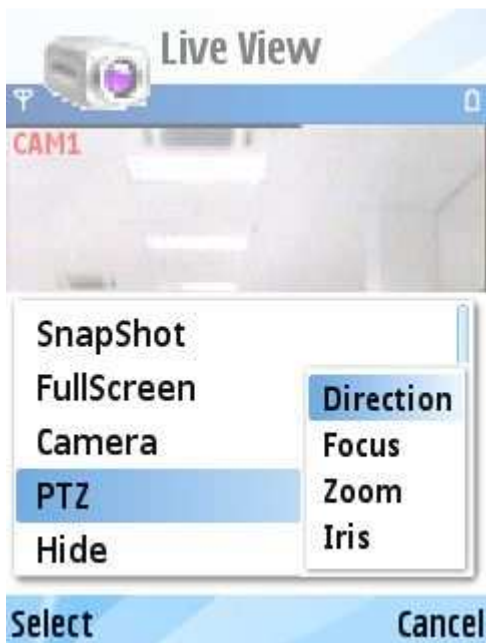 Live View
CAM1
SnapShot
FullScreen
Camera
PTZ
Hide
Direction
Focus
Zoom
Iris
Select Cancel